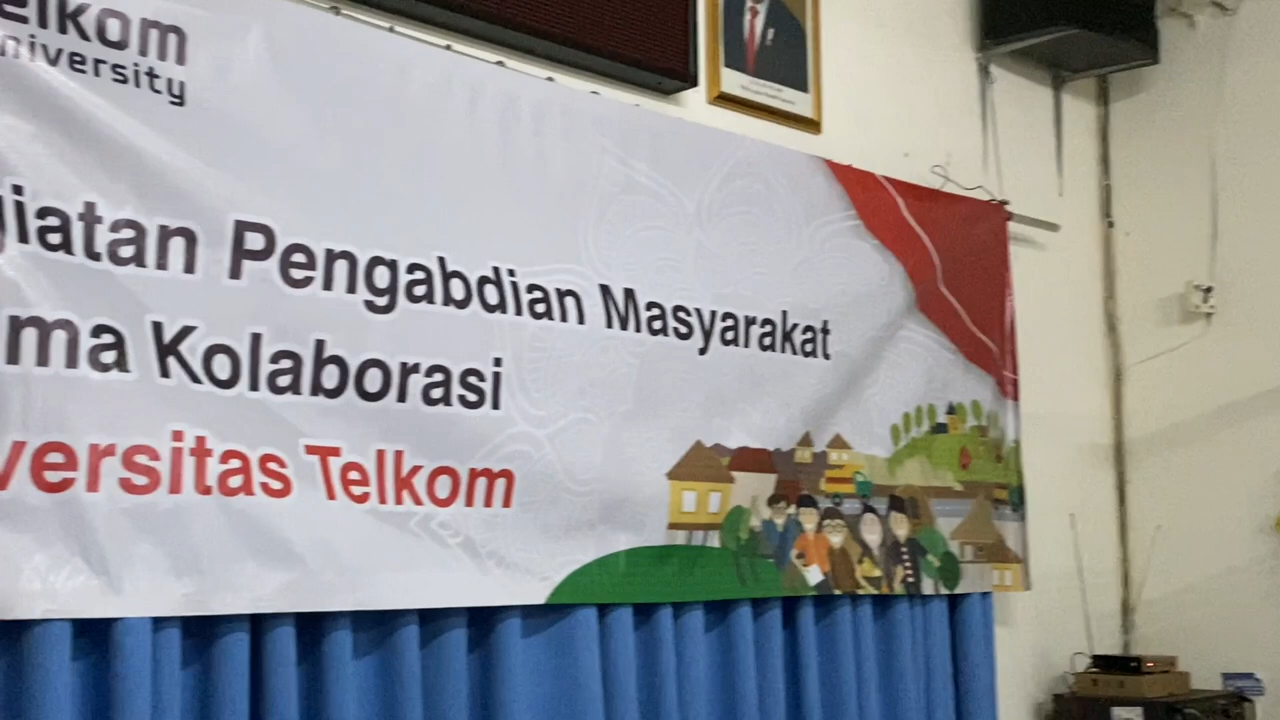 elkom
niversity
giatan Pengabdian Masyarakat
ma Kolaborasi
versitas Telkom